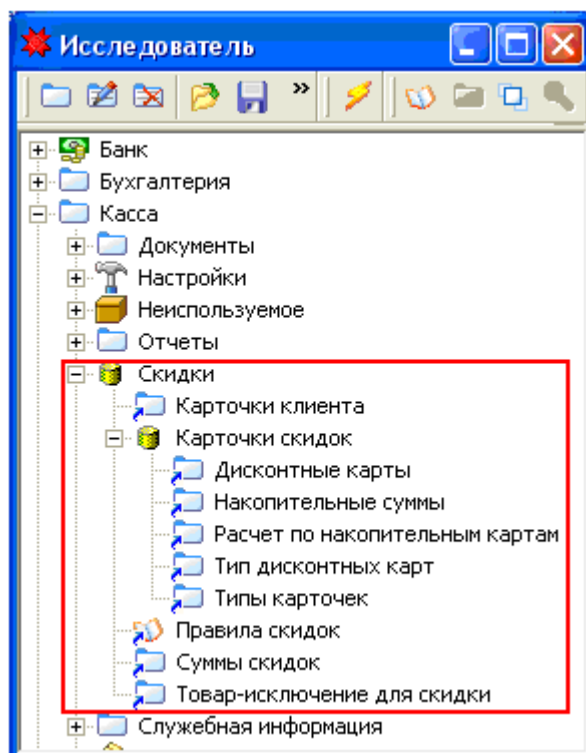 Исследователь
»
Банк
Бухгалтерия
Касса
Документы
Настройки
Неиспользуемое
Отчеты
Скидки
Карточки клиента
Карточки скидок
Дисконтные карты
Накопительные суммы
Расчет по накопительным картам
Тип дисконтных карт
Типы карточек
Правила скидок
Суммы скидок
Товар-исключение для скидки
Служебная информация